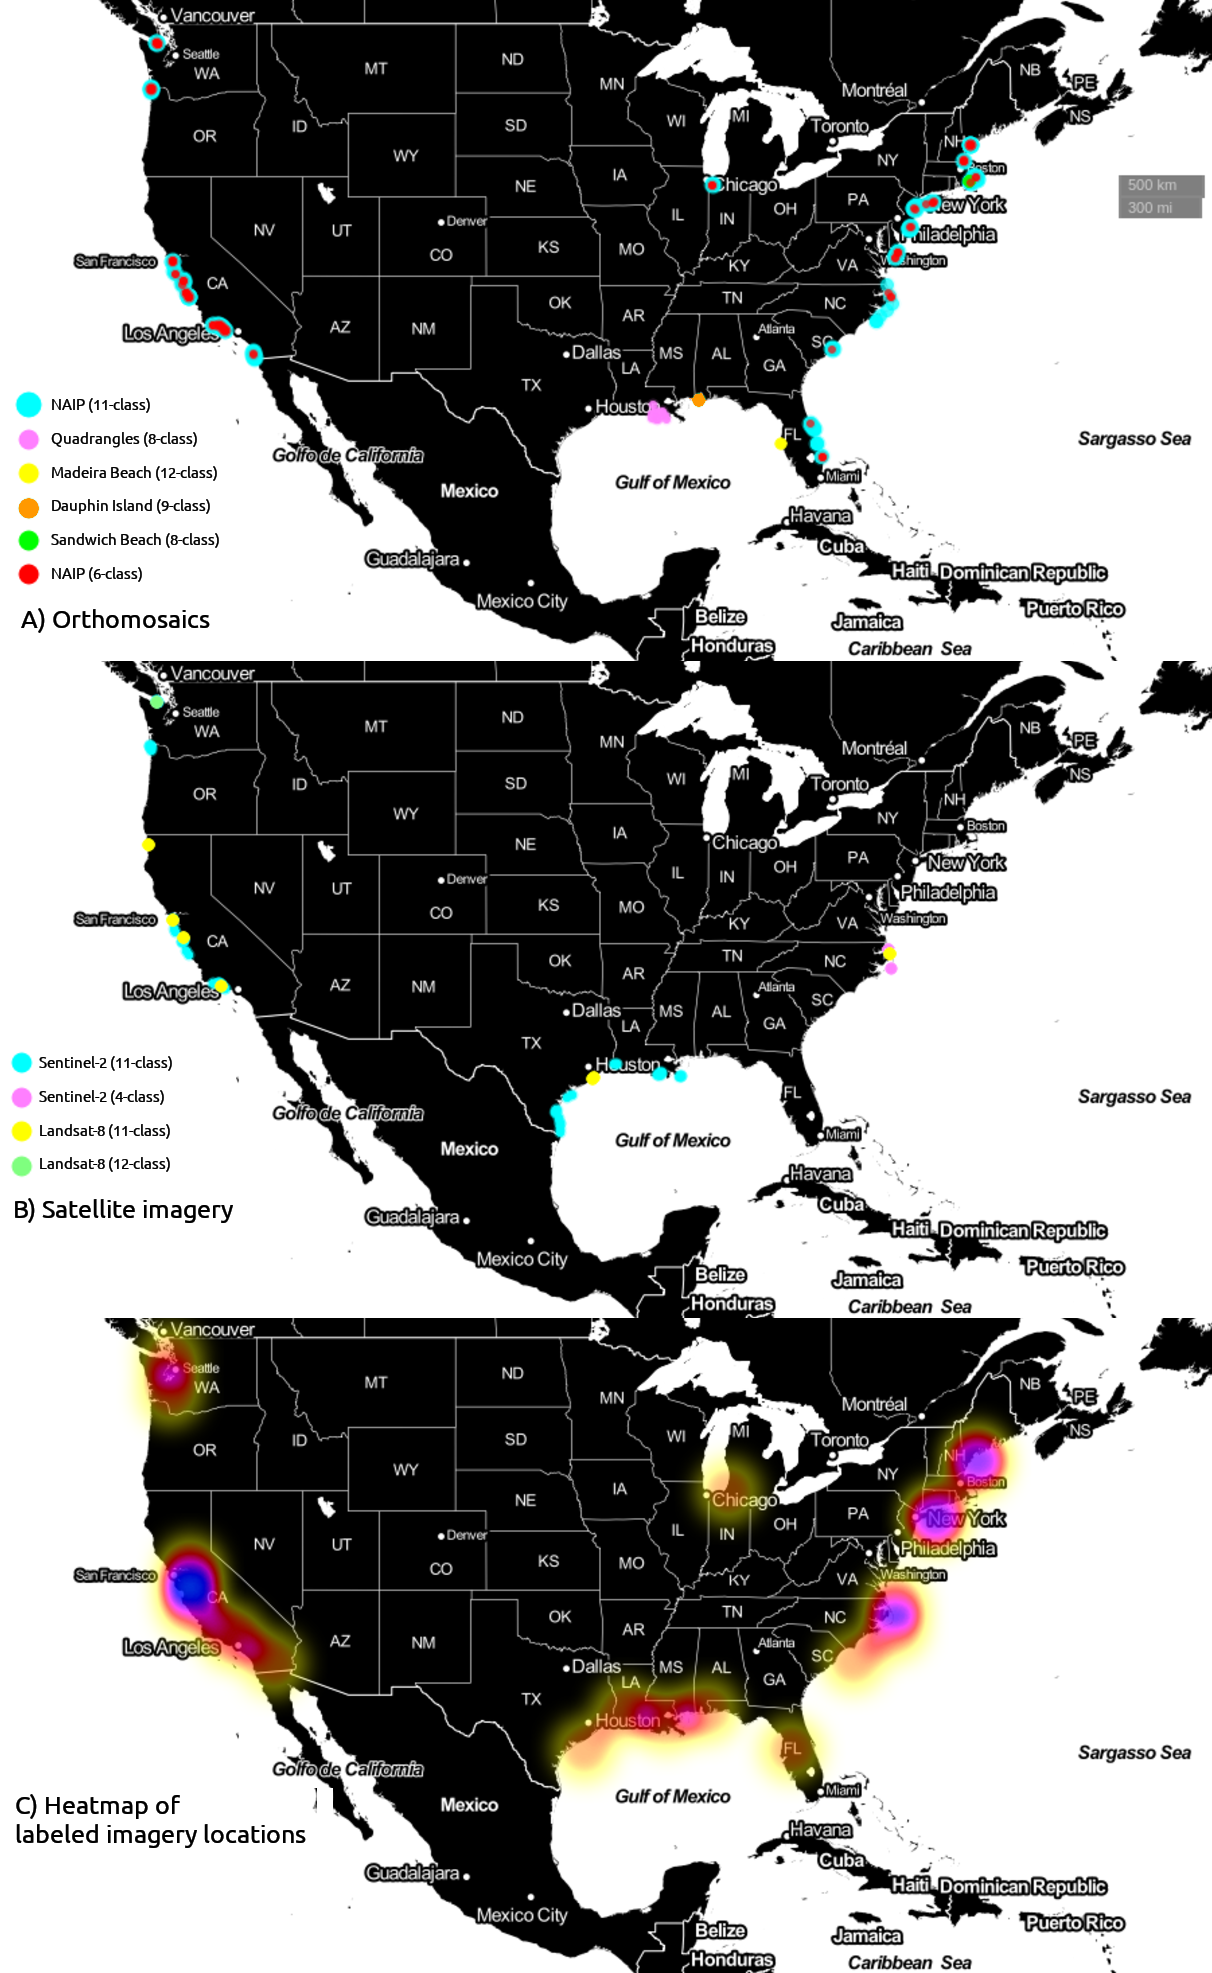 Vancouver
Seattle
WA
MT
ND
MN
OR
ID
SD
WI
MI
Montréal
NB
PE
NS
Toronto
NH
Boston
WY
NY
500 km
300 mi
NE
IA
Chicago
PA
New York
NV
UT
Denver
CO
IL
IN
OH
Philadelphia
San Francisco
CA
KS
MO
KY
VA
Washington
Los Angeles
AZ
NM
OK
AR
TN
NC
Dallas
MS
AL
Atlanta
GA
SC
LA
TX
Houston
NAIP (11-class)
Quadrangles (8-class)
Madeira Beach (12-class)
Dauphin Island (9-class)
Sandwich Beach (8-class)
NAIP (6-class)
A) Orthomosaics
Golfo de California
Mexico
Gulf of Mexico
FL
Miami
Sargasso Sea
Guadalajara
Mexico City
Havana
Cuba
Haiti
Dominican Republic
Puerto Rico
Belize
Jamaica
Honduras
Caribbean Sea
Vancouver
Seattle
WA
MT
ND
MN
OR
ID
SD
WI
MI
Montréal
NB
PE
NS
Toronto
NH
Boston
WY
NY
NE
IA
Chicago
PA
New York
NV
UT
Denver
CO
IL
IN
OH
Philadelphia
San Francisco
CA
KS
MO
KY
VA
Washington
Los Angeles
AZ
NM
OK
AR
TN
NC
Dallas
MS
AL
Atlanta
GA
SC
LA
TX
Houston
Sentinel-2 (11-class)
Sentinel-2 (4-class)
Landsat-8 (11-class)
Landsat-8 (12-class)
B) Satellite imagery
Golfo de California
Mexico
Gulf of Mexico
FL
Miami
Sargasso Sea
Guadalajara
Mexico City
Havana
Cuba
Haiti
Dominican Republic
Puerto Rico
Belize
Jamaica
Honduras
Caribbean Sea
Vancouver
Seattle
WA
MT
ND
MN
OR
ID
SD
WI
MI
Montréal
NB
PE
NS
Toronto
NH
Boston
WY
NY
NE
IA
Chicago
PA
New York
NV
UT
Denver
CO
IL
IN
OH
Philadelphia
San Francisco
CA
KS
MO
KY
VA
Washington
Los Angeles
AZ
NM
OK
AR
TN
NC
Dallas
MS
AL
Atlanta
GA
SC
LA
TX
Houston
C) Heatmap of
labeled imagery locations
Golfo de California
Mexico
Gulf of Mexico
FL
Miami
Sargasso Sea
Guadalajara
Mexico City
Havana
Cuba
Haiti
Dominican Republic
Puerto Rico
Belize
Jamaica
Honduras
Caribbean Sea